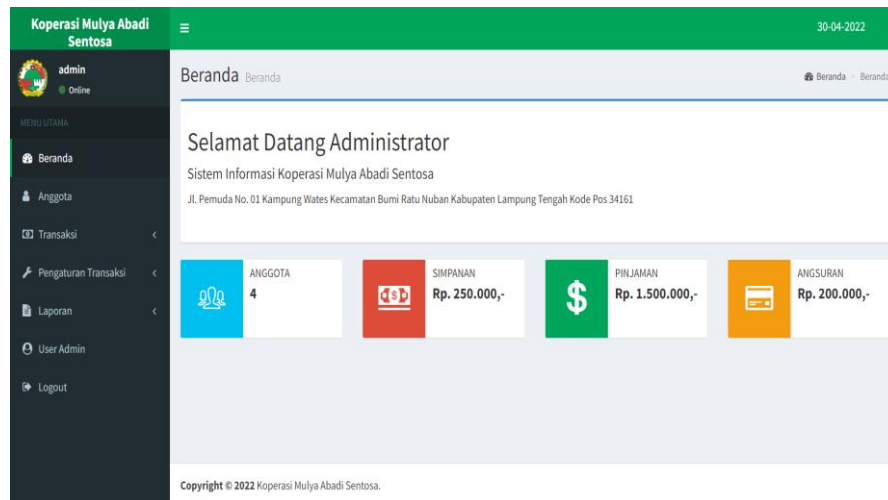 Koperasi Mulya Abadi
Sentosa
30-04-2022
admin
Online
MENU UTAMA
Beranda
Anggota
Transaksi
Pengaturan Transaksi
Laporan
User Admin
Logout
Beranda Beranda
Beranda > Beranda
Selamat Datang Administrator
Sistem Informasi Koperasi Mulya Abadi Sentosa
Jl. Pemuda No. 01 Kampung Wates Kecamatan Bumi Ratu Nuban Kabupaten Lampung Tengah Kode Pos 34161
ANGGOTA
4
SIMPANAN
Rp. 250.000,-
PINJAMAN
Rp. 1.500.000,-
ANGSURAN
Rp. 200.000,-
Copyright © 2022 Koperasi Mulya Abadi Sentosa.